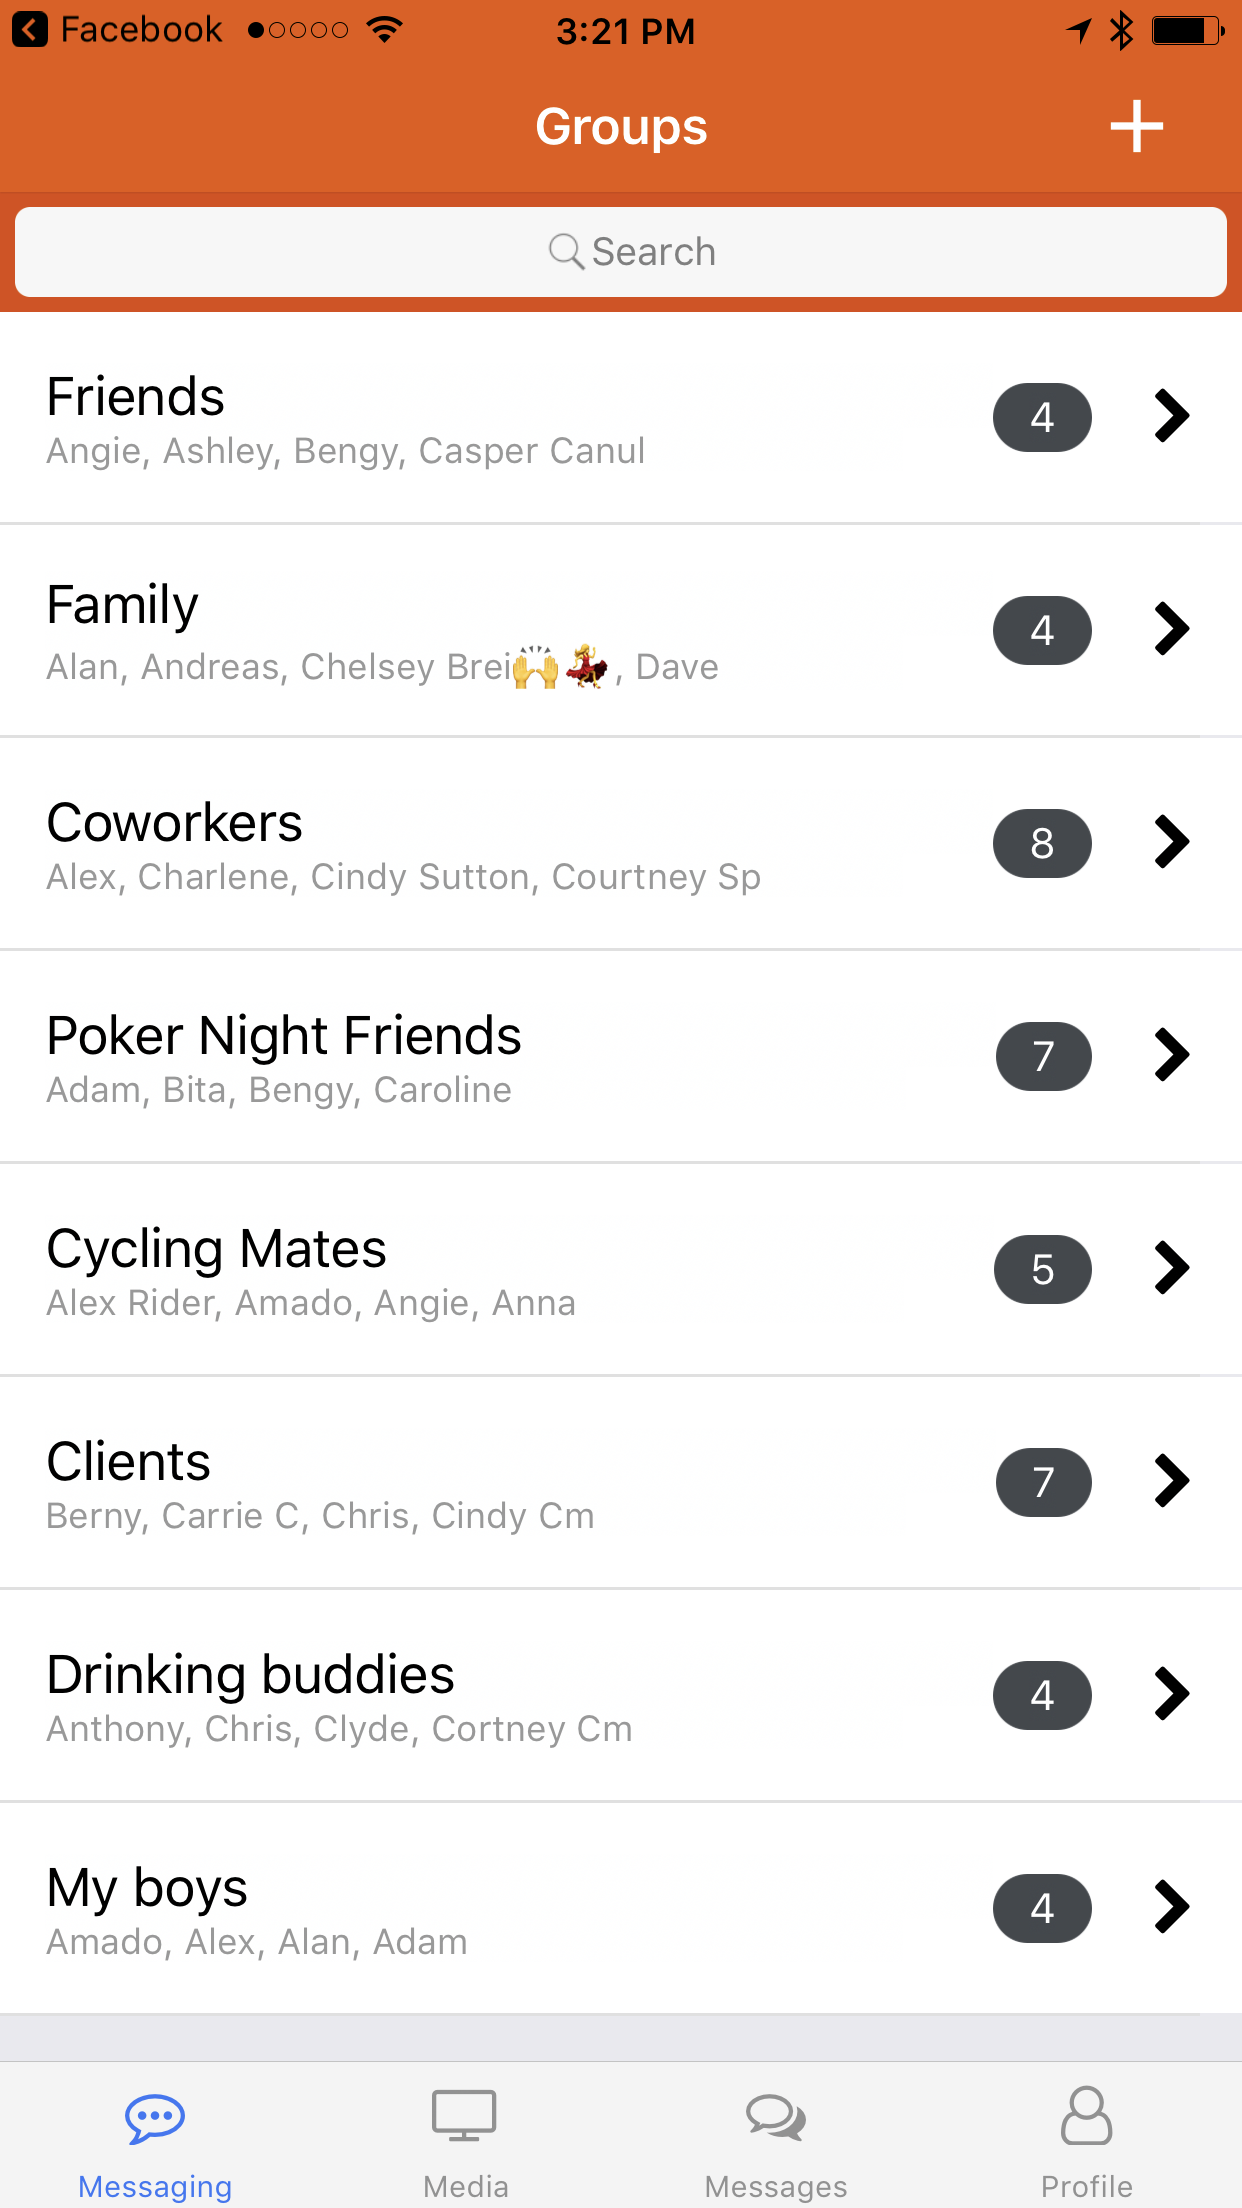 Facebook 3:21 PM
Groups
Search
Friends
Angie, Ashley, Bengy, Casper Canul
4
Family
Alan, Andreas, Chelsey Brei🙌💃, Dave
4
Coworkers
Alex, Charlene, Cindy Sutton, Courtney Sp
8
Poker Night Friends
Adam, Bita, Bengy, Caroline
7
Cycling Mates
Alex Rider, Amado, Angie, Anna
5
Clients
Berny, Carrie C, Chris, Cindy Cm
7
Drinking buddies
Anthony, Chris, Clyde, Cortney Cm
4
My boys
Amado, Alex, Alan, Adam
4
Messaging Media Messages Profile